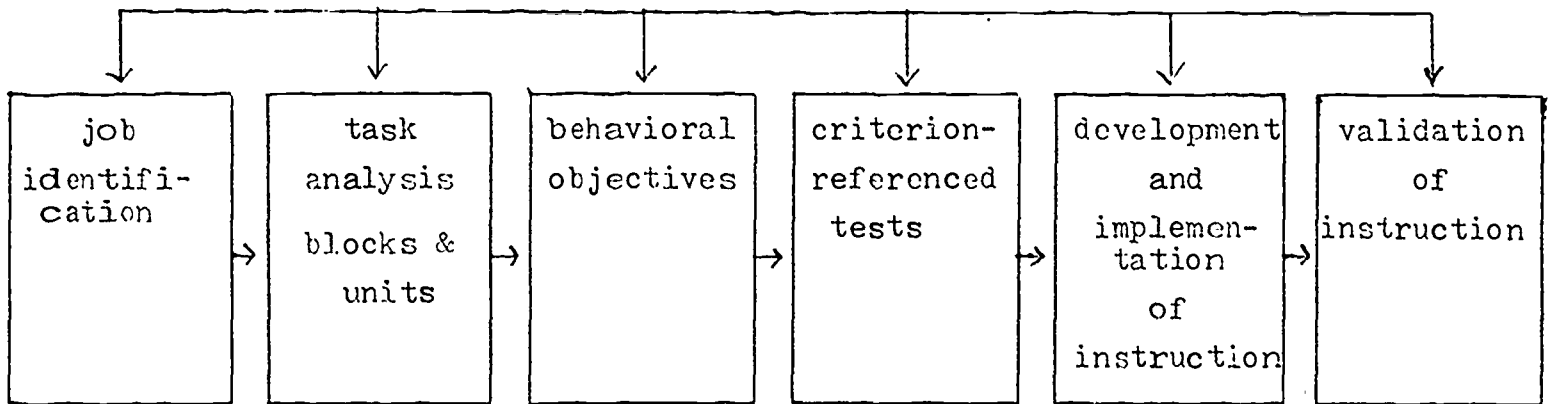 job
identifi-
cation
task
analysis
blocks &
units
behavioral
objectives
criterion-
referenced
tests
development
and
implemen-
tation
of
instruction
validation
of
instruction